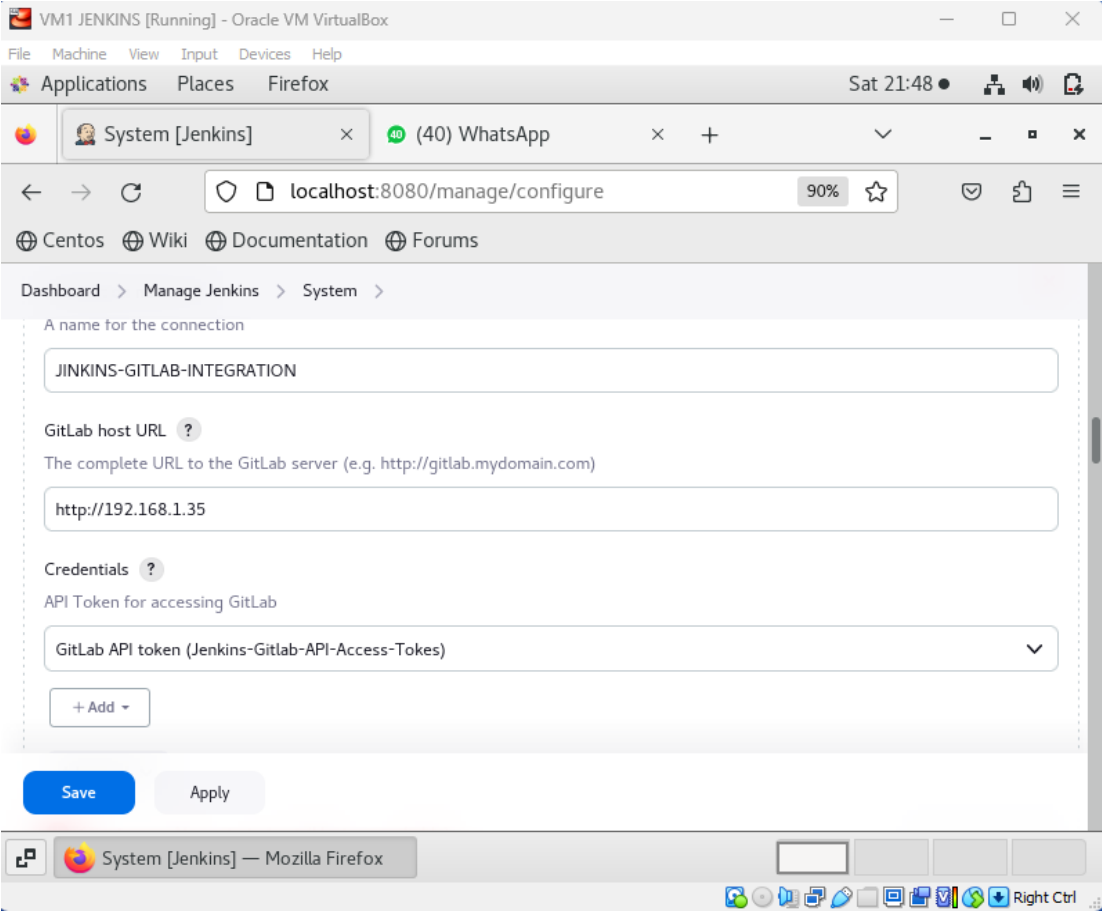 VM1 JENKINS [Running] - Oracle VM VirtualBox
File Machine View Input Devices Help
Applications Places Firefox Sat 21:48
System [Jenkins] 40 (40) WhatsApp
localhost:8080/manage/configure 90%
Centos Wiki Documentation Forums
Dashboard > Manage Jenkins > System >
A name for the connection
JINKINS-GITLAB-INTEGRATION
GitLab host URL ?
The complete URL to the GitLab server (e.g. http://gitlab.mydomain.com)
http://192.168.1.35
Credentials ?
API Token for accessing GitLab
GitLab API token (Jenkins-Gitlab-API-Access-Tokes)
+ Add
Save Apply
System [Jenkins] — Mozilla Firefox
Right Ctrl